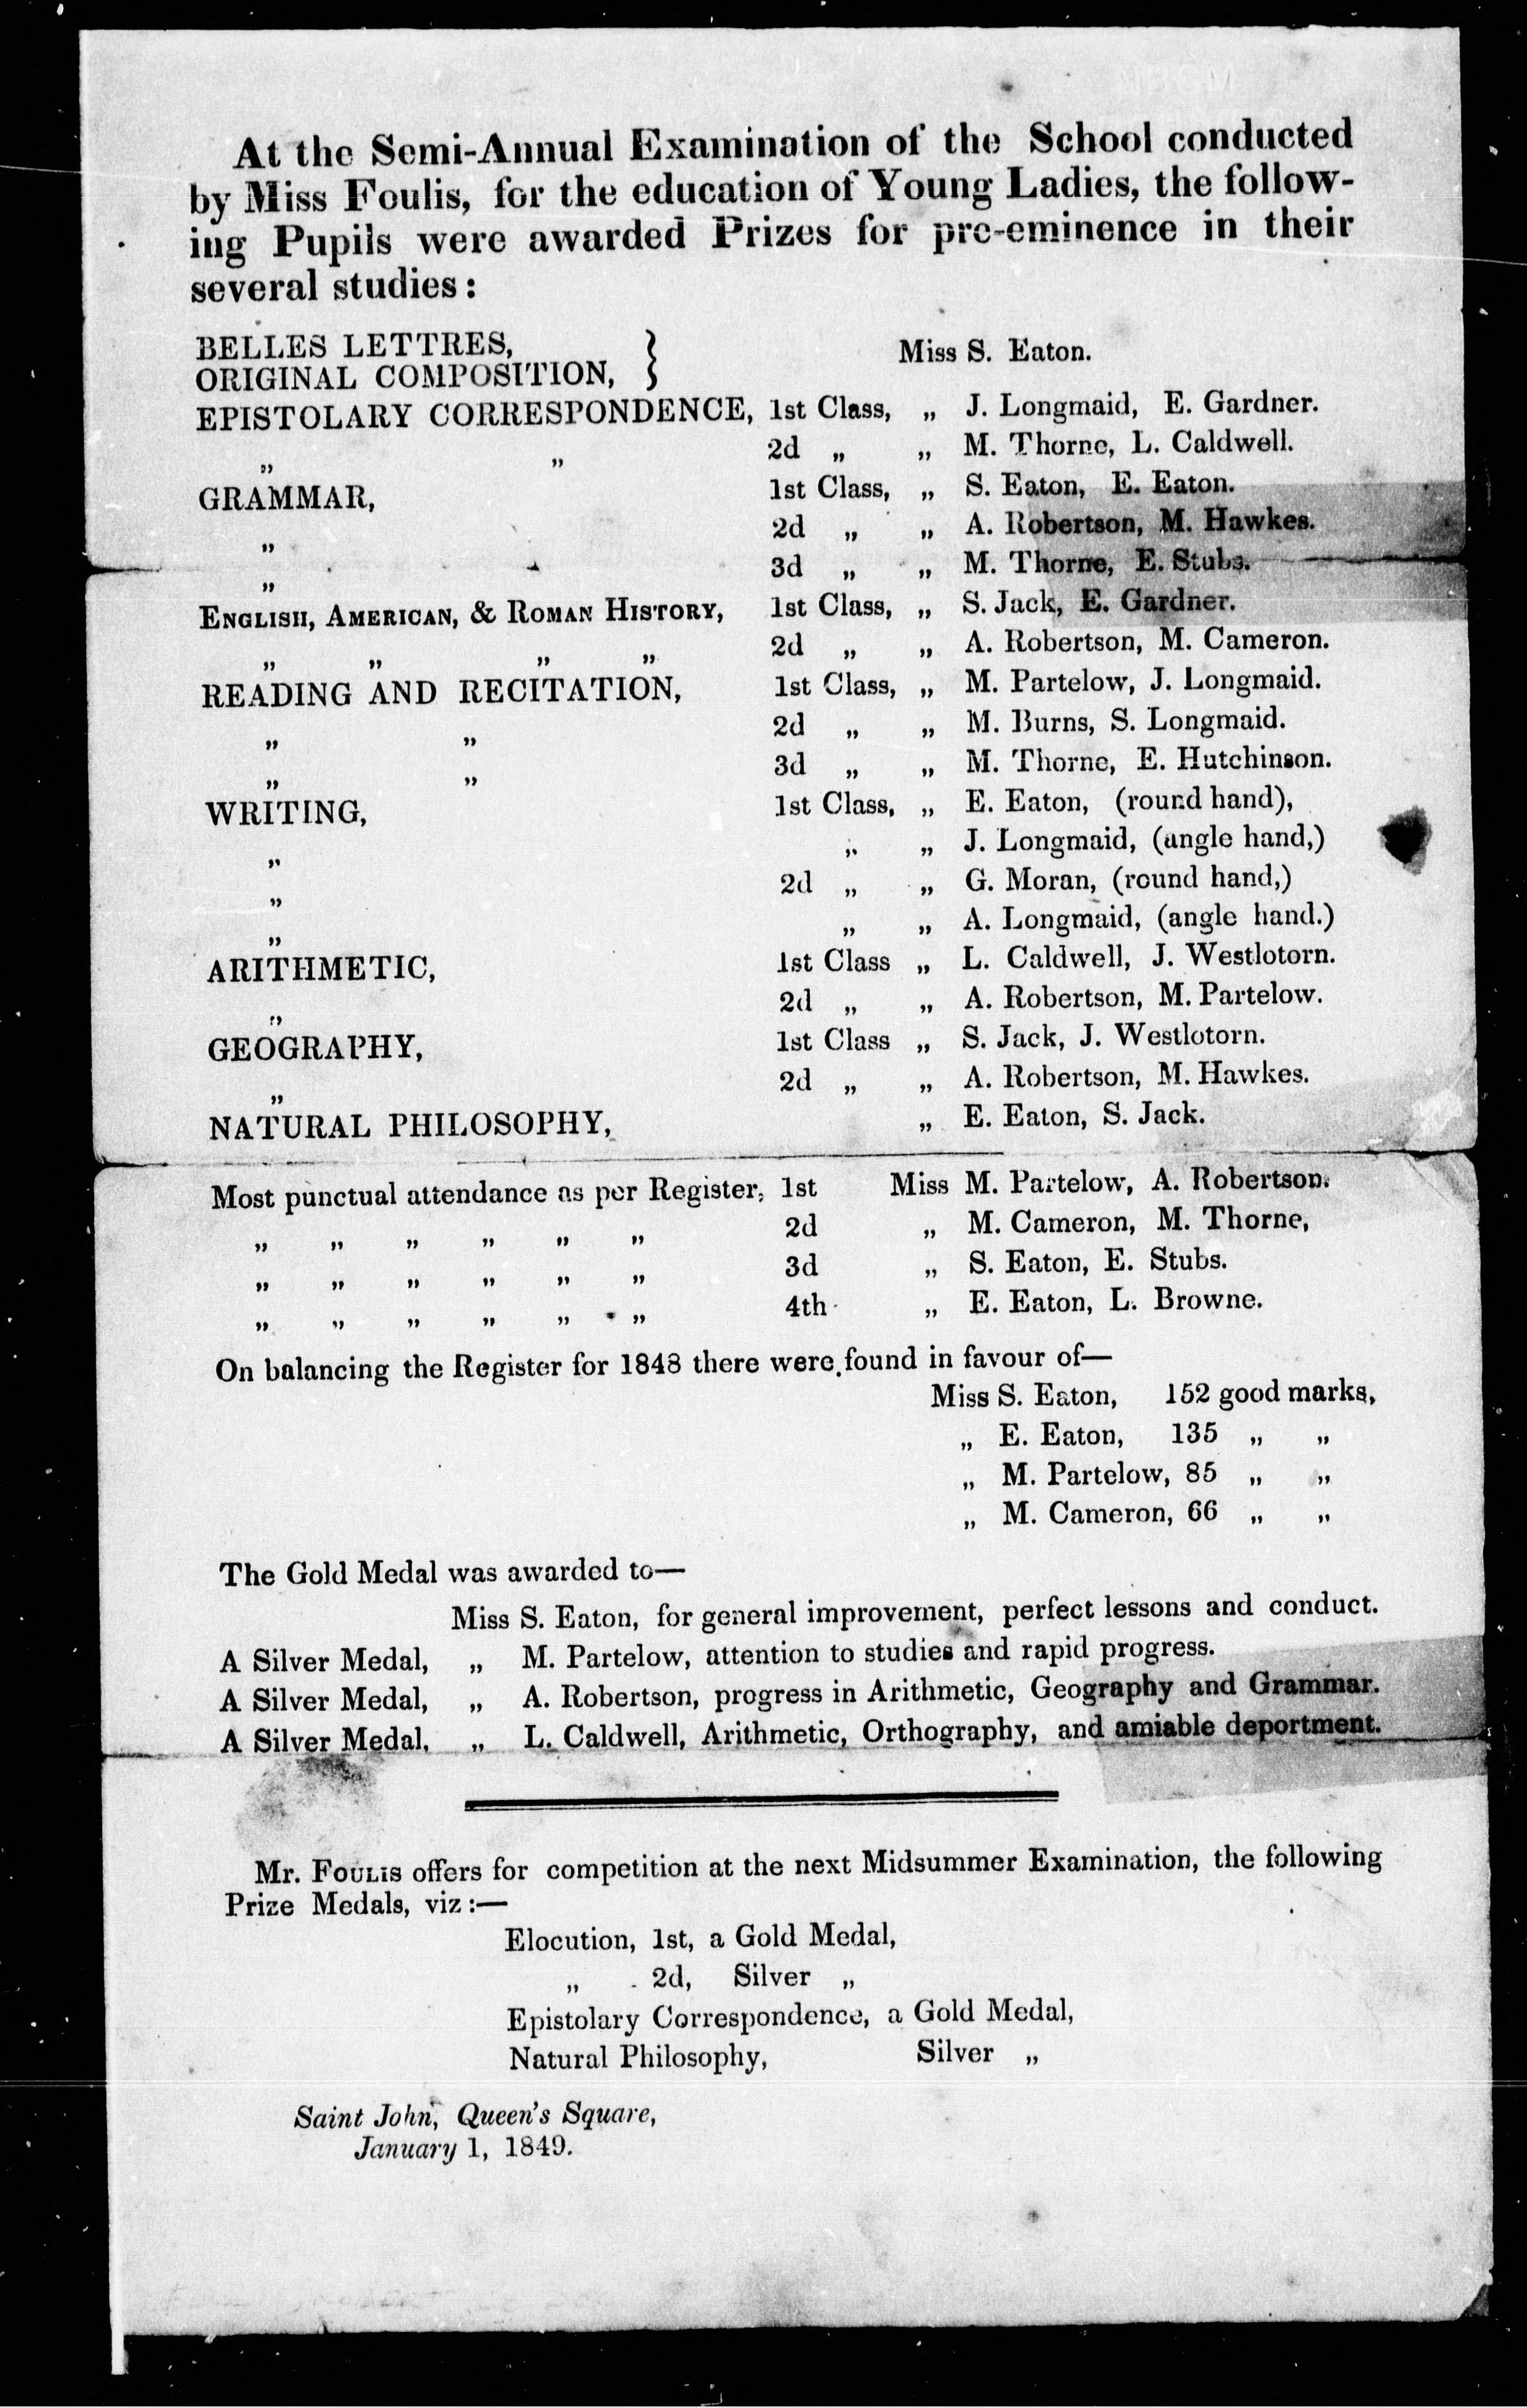 At the Semi-Annual Examination of the School conducted
by Miss Foulis, for the education of Young Ladies, the follow-
ing Pupils were awarded Prizes for pre-eminence in their
several studies:
BELLES LETTRES,
ORIGINAL COMPOSITION, } Miss S. Eaton.
EPISTOLARY CORRESPONDENCE, 1st Class, „ J. Longmaid, E. Gardner.
„ „ 2d „ „ M. Thorne, L. Caldwell.
GRAMMAR, 1st Class, „ S. Eaton, E. Eaton.
„ 2d „ „ A. Robertson, M. Hawkes.
„ 3d „ „ M. Thorne, E. Stubs.
ENGLISH, AMERICAN, & ROMAN HISTORY, 1st Class, „ S. Jack, E. Gardner.
„ „ „ „ 2d „ „ A. Robertson, M. Cameron.
READING AND RECITATION, 1st Class, „ M. Partelow, J. Longmaid.
„ „ 2d „ „ M. Burns, S. Longmaid.
„ „ 3d „ „ M. Thorne, E. Hutchinson.
WRITING, 1st Class, „ E. Eaton, (round hand),
„ „ „ J. Longmaid, (angle hand,)
„ 2d „ „ G. Moran, (round hand,)
„ „ „ A. Longmaid, (angle hand.)
ARITHMETIC, 1st Class „ L. Caldwell, J. Westlotorn.
„ 2d „ „ A. Robertson, M. Partelow.
GEOGRAPHY, 1st Class „ S. Jack, J. Westlotorn.
„ 2d „ „ A. Robertson, M. Hawkes.
NATURAL PHILOSOPHY, „ E. Eaton, S. Jack.
Most punctual attendance as per Register, 1st Miss M. Partelow, A. Robertson.
„ „ „ „ „ „ 2d „ M. Cameron, M. Thorne,
„ „ „ „ „ „ 3d „ S. Eaton, E. Stubs.
„ „ „ „ „ „ 4th „ E. Eaton, L. Browne.
On balancing the Register for 1848 there were found in favour of—
Miss S. Eaton, 152 good marks,
„ E. Eaton, 135 „ „
„ M. Partelow, 85 „ „
„ M. Cameron, 66 „ „
The Gold Medal was awarded to—
Miss S. Eaton, for general improvement, perfect lessons and conduct.
A Silver Medal, „ M. Partelow, attention to studies and rapid progress.
A Silver Medal, „ A. Robertson, progress in Arithmetic, Geography and Grammar.
A Silver Medal, „ L. Caldwell, Arithmetic, Orthography, and amiable deportment.
Mr. FOULIS offers for competition at the next Midsummer Examination, the following
Prize Medals, viz:—
Elocution, 1st, a Gold Medal,
„ 2d, Silver „
Epistolary Correspondence, a Gold Medal,
Natural Philosophy, Silver „
Saint John, Queen's Square,
January 1, 1849.